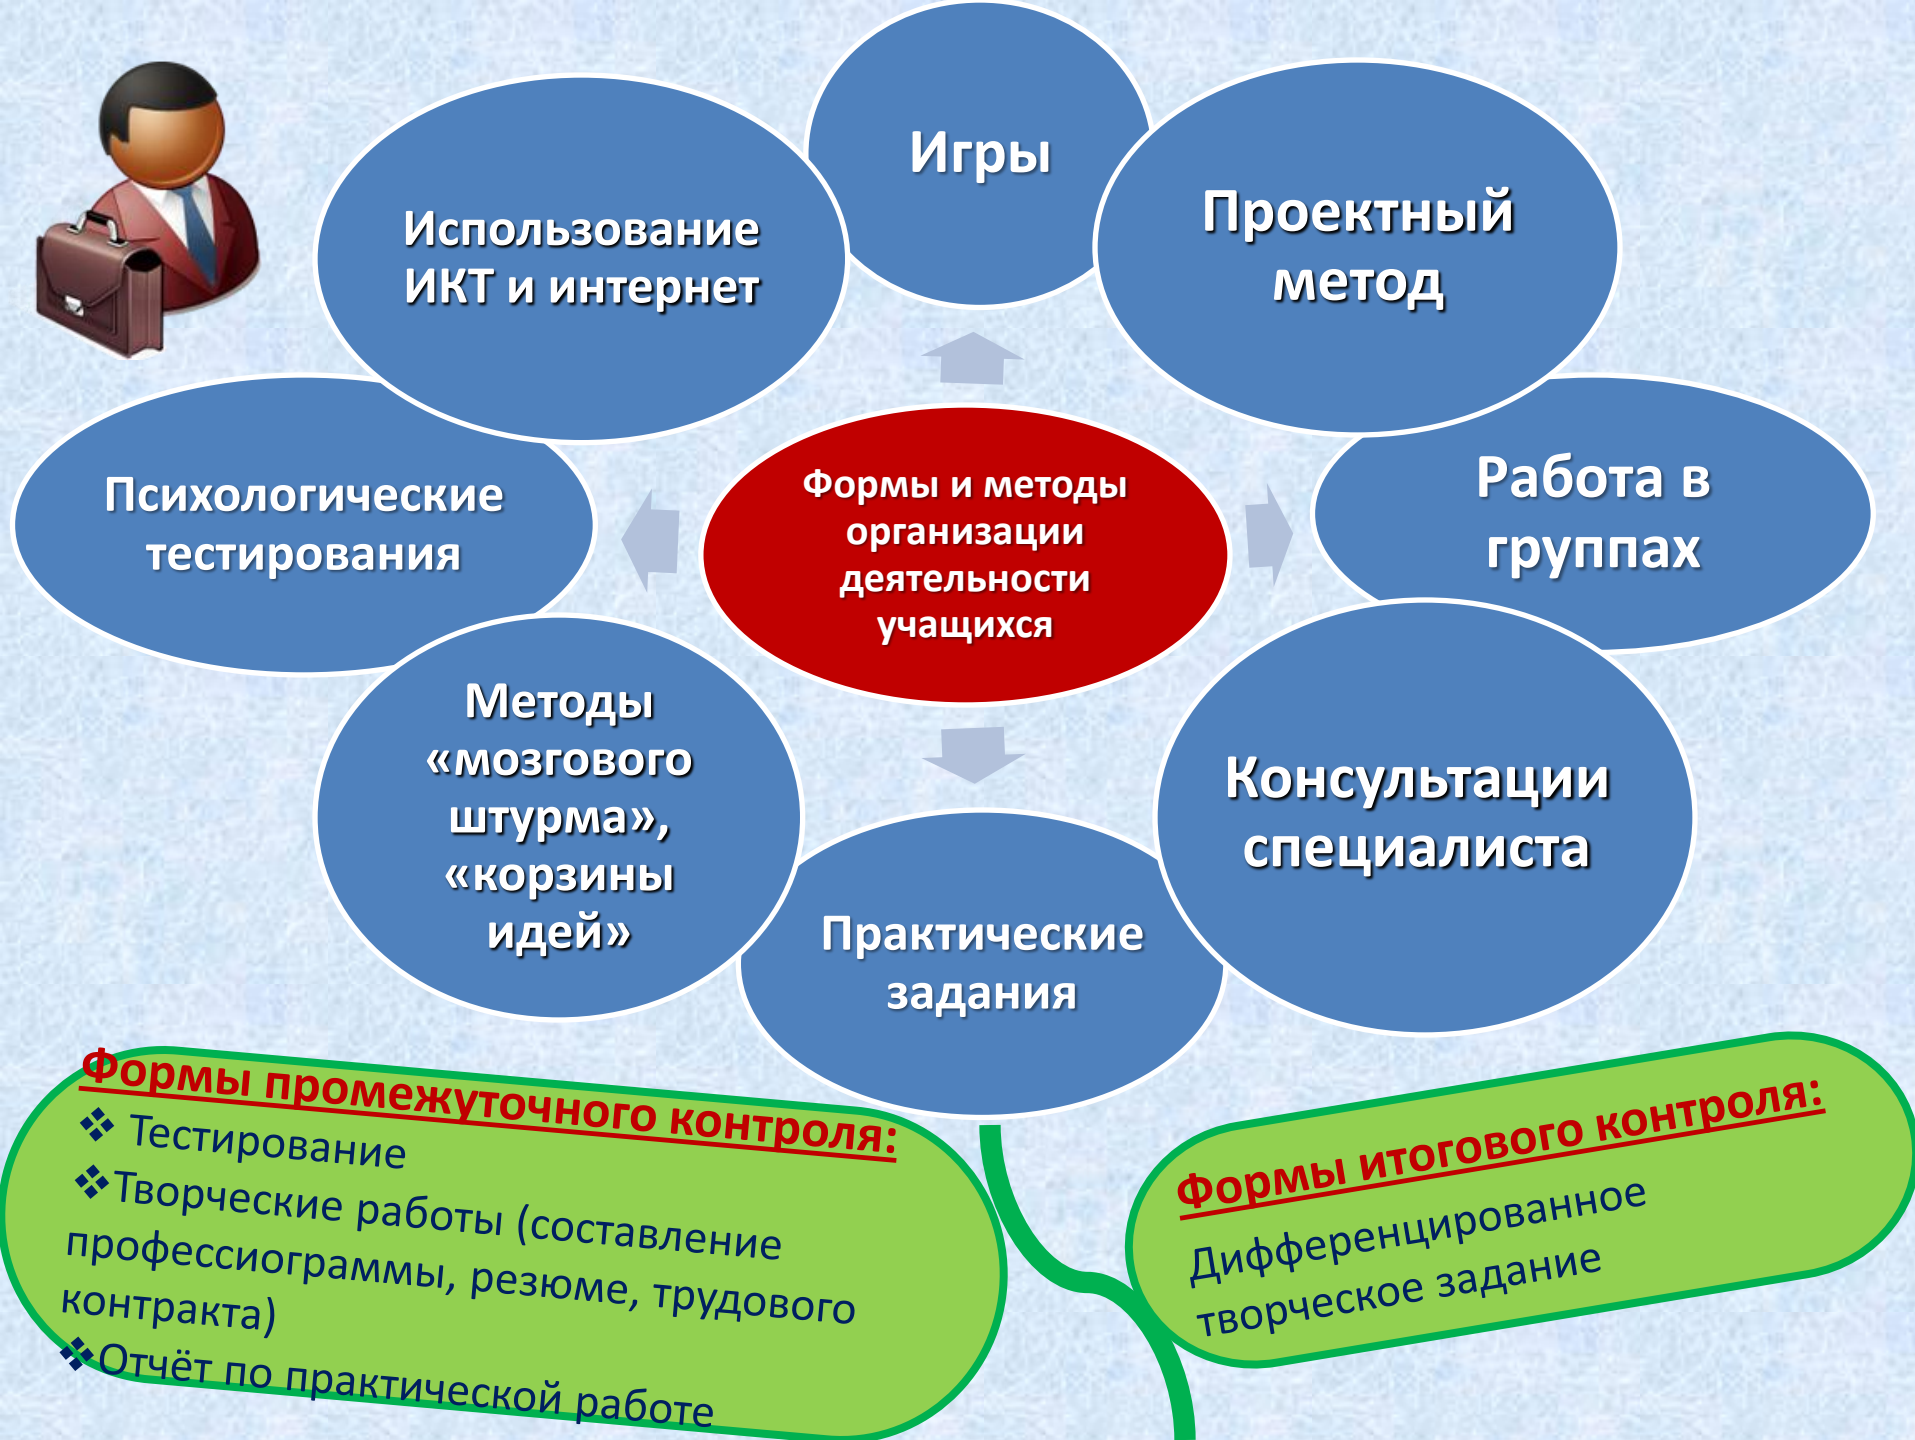 Игры
Проектный
метод
Использование
ИКТ и интернет
Работа в
группах
Психологические
тестирования
Формы и методы
организации
деятельности
учащихся
Методы
«мозгового
штурма»,
«корзины
идей»
Консультации
специалиста
Практические
задания
Формы промежуточного контроля:
❖ Тестирование
❖Творческие работы (составление
профессиограммы, резюме, трудового
контракта)
❖Отчёт по практической работе
Формы итогового контроля:
Дифференцированное
творческое задание